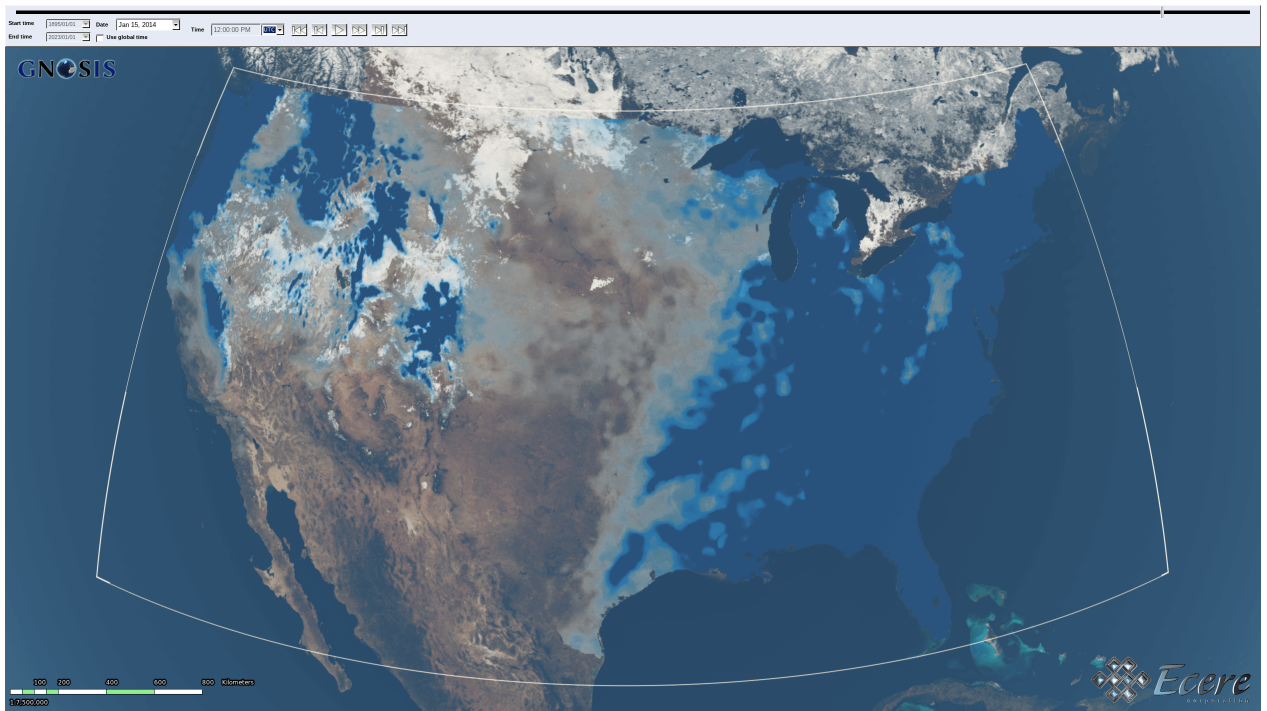 Start time 1895/01/01 Date Jan 15, 2014 Time 12:00:00 PM UTC
End time 2023/01/01 Use global time
GNOSIS
100 200 400 600 800 Kilometers
1:7,500,000
Ecere
corporation